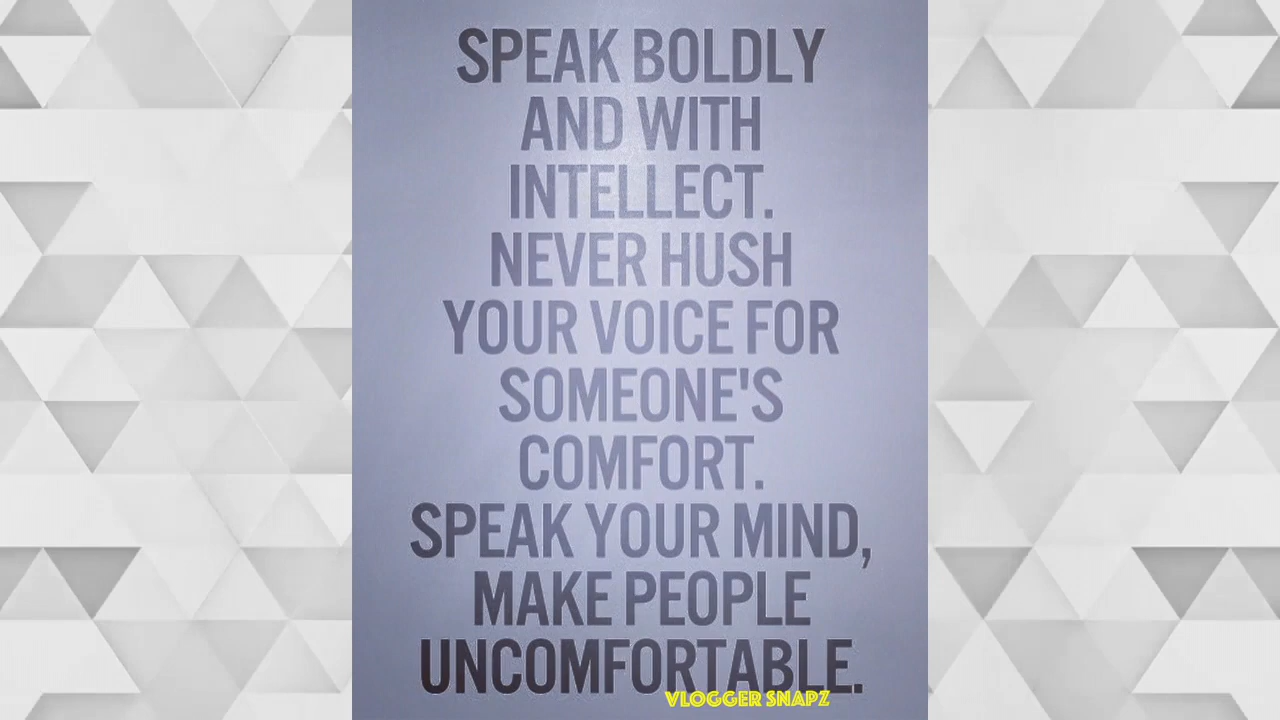 SPEAK BOLDLY
AND WITH
INTELLECT.
NEVER HUSH
YOUR VOICE FOR
SOMEONE'S
COMFORT.
SPEAK YOUR MIND,
MAKE PEOPLE
UNCOMFORTABLE.
VLOGGER SNAPZ